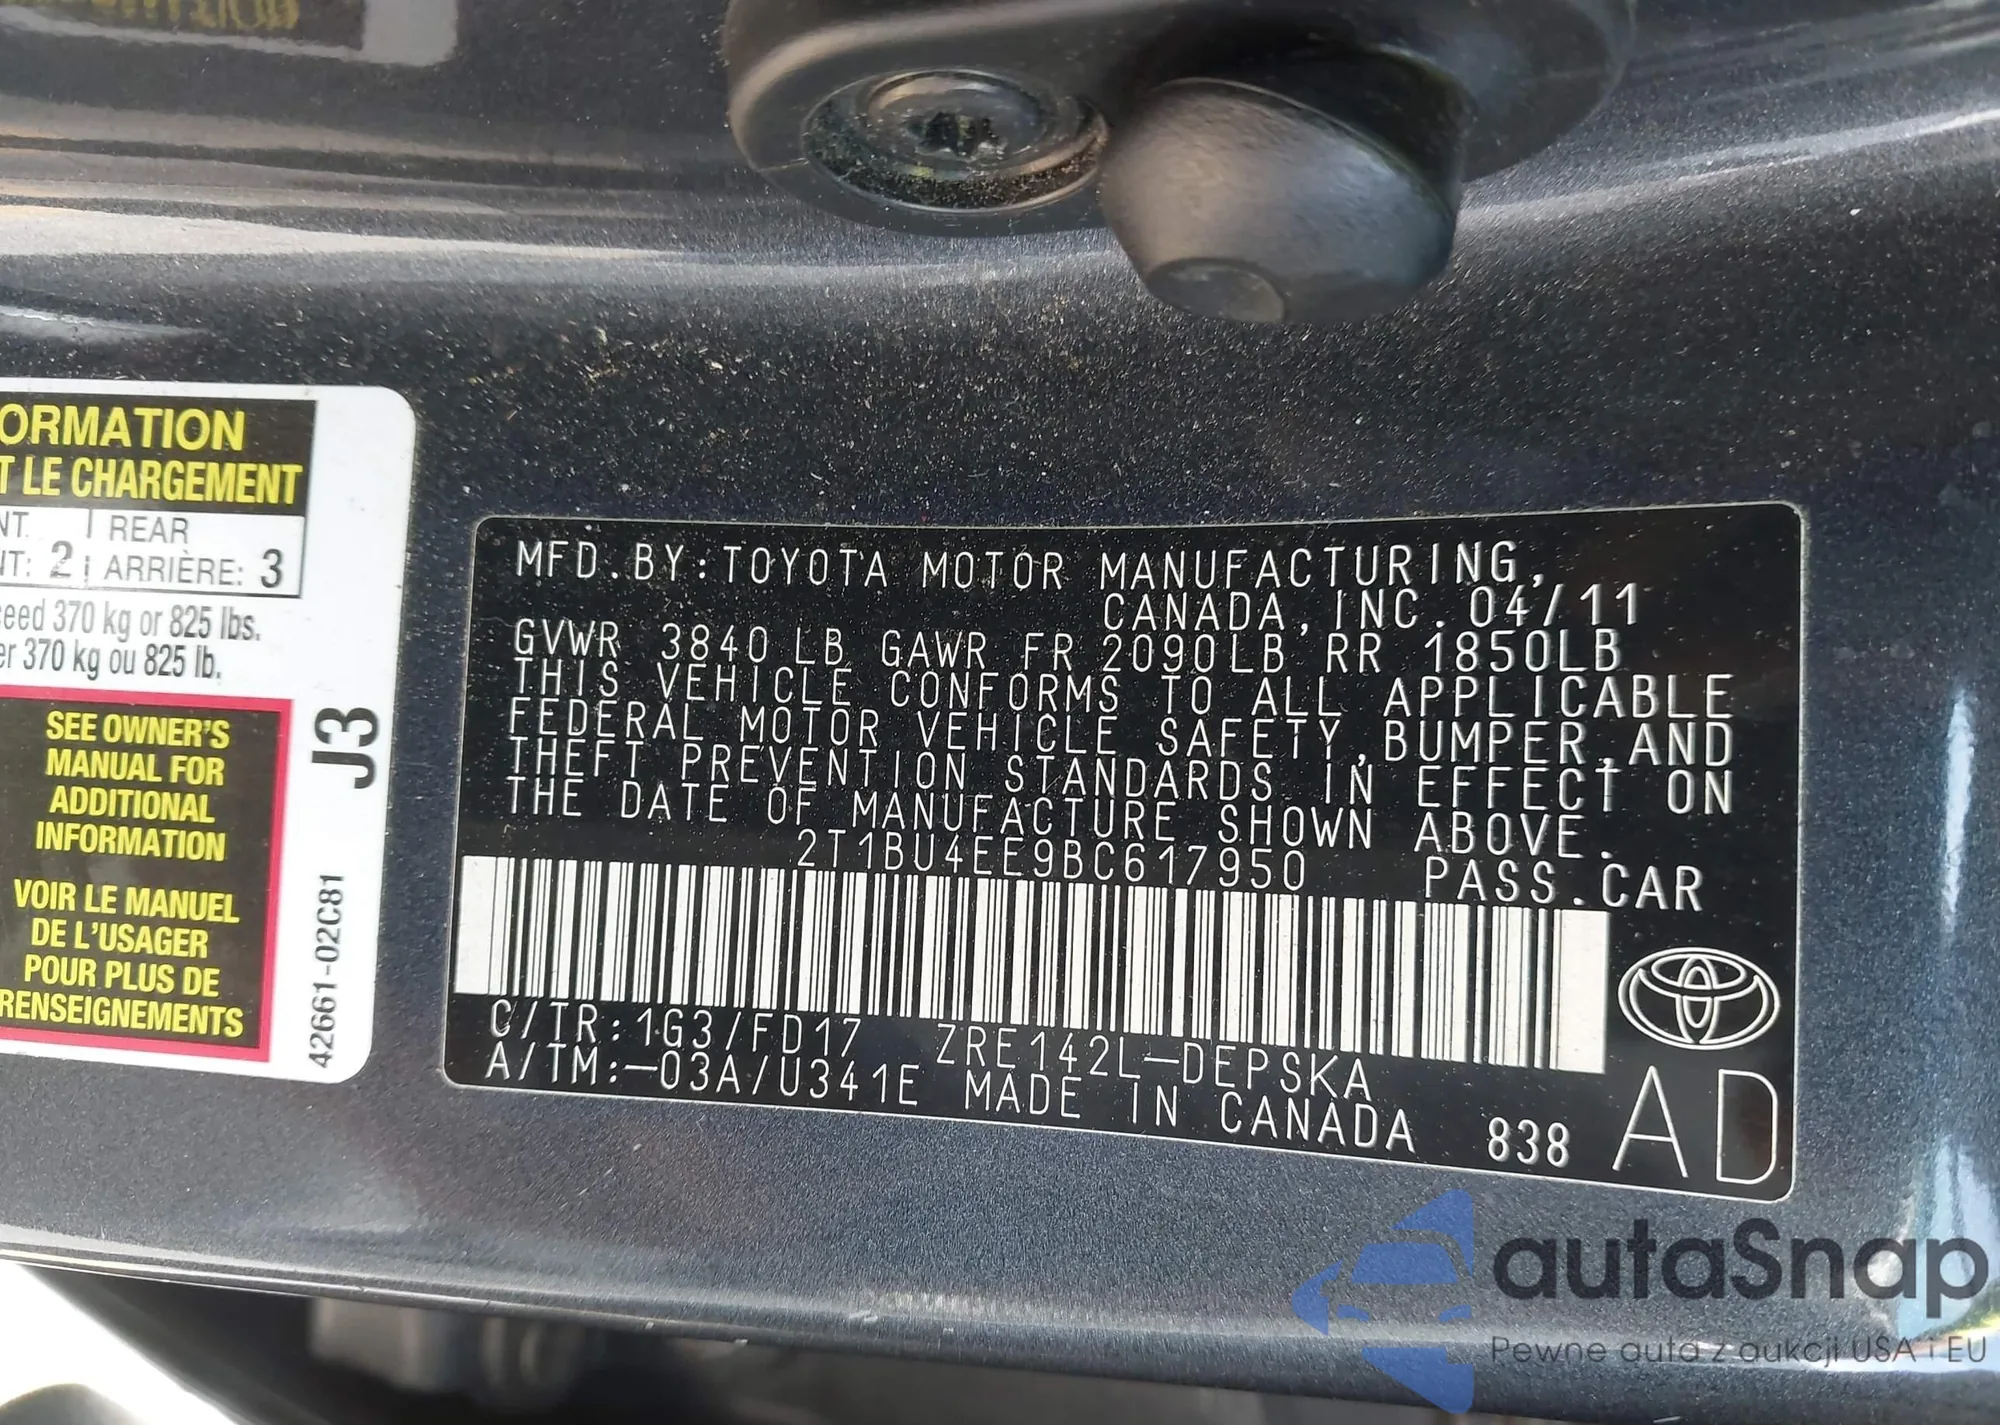 ORMATION
T LE CHARGEMENT
NT. REAR
NT: 2 ARRIÈRE: 3
ceed 370 kg or 825 lbs.
er 370 kg ou 825 lb.
SEE OWNER'S
MANUAL FOR
ADDITIONAL
INFORMATION
VOIR LE MANUEL
DE L'USAGER
POUR PLUS DE
RENSEIGNEMENTS
J3
42661-02C81
MFD.BY:TOYOTA MOTOR MANUFACTURING,
CANADA,INC.04/11
GVWR 3840LB GAWR FR 2090LB RR 1850LB
THIS VEHICLE CONFORMS TO ALL APPLICABLE
FEDERAL MOTOR VEHICLE SAFETY,BUMPER,AND
THEFT PREVENTION STANDARDS IN EFFECT ON
THE DATE OF MANUFACTURE SHOWN ABOVE.
2T1BU4EE9BC617950 PASS.CAR
C/TR:1G3/FD17 ZRE142L-DEPSKA
A/TM:-03A/U341E MADE IN CANADA 838 AD
autaSnap
Pewne auta z aukcji USA i EU